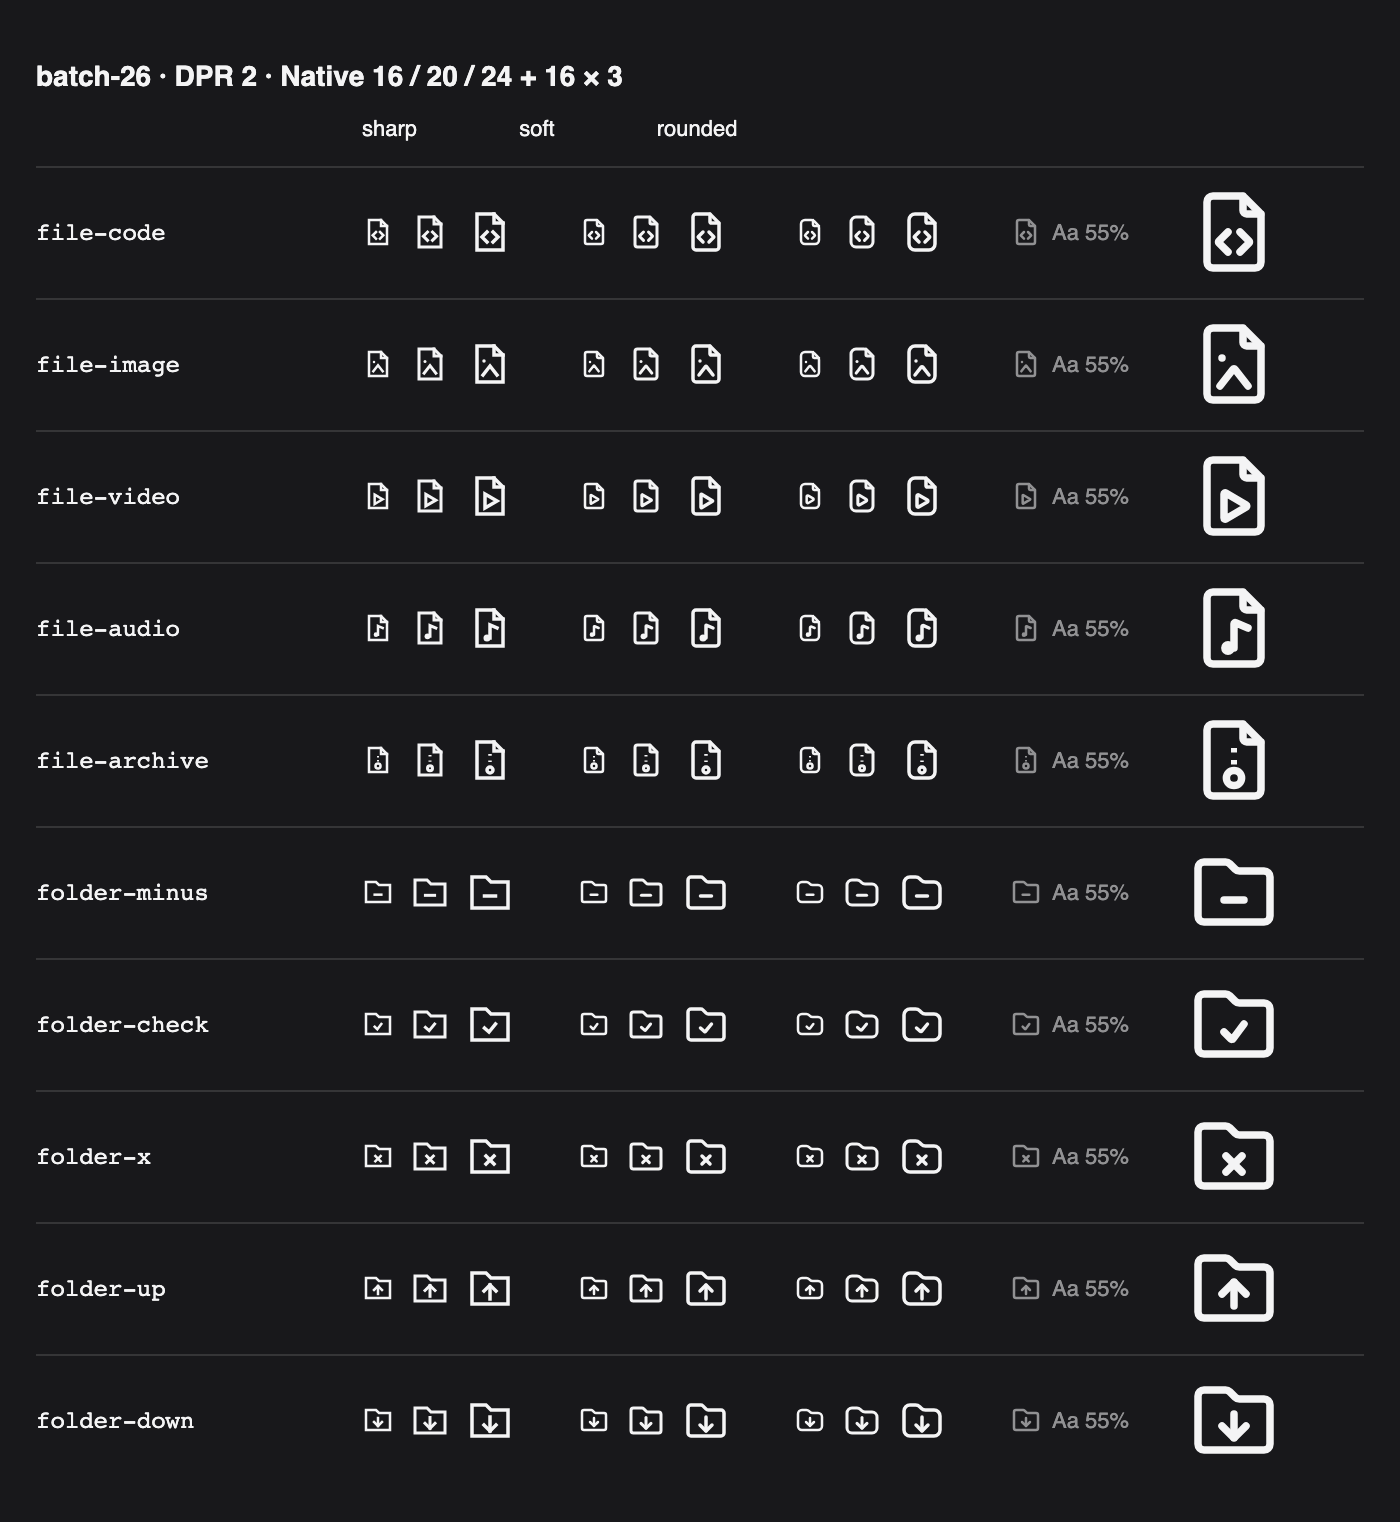 batch-26 · DPR 2 · Native 16 / 20 / 24 + 16 × 3
sharp soft rounded
file-code Aa 55%
file-image Aa 55%
file-video Aa 55%
file-audio Aa 55%
file-archive Aa 55%
folder-minus Aa 55%
folder-check Aa 55%
folder-x Aa 55%
folder-up Aa 55%
folder-down Aa 55%